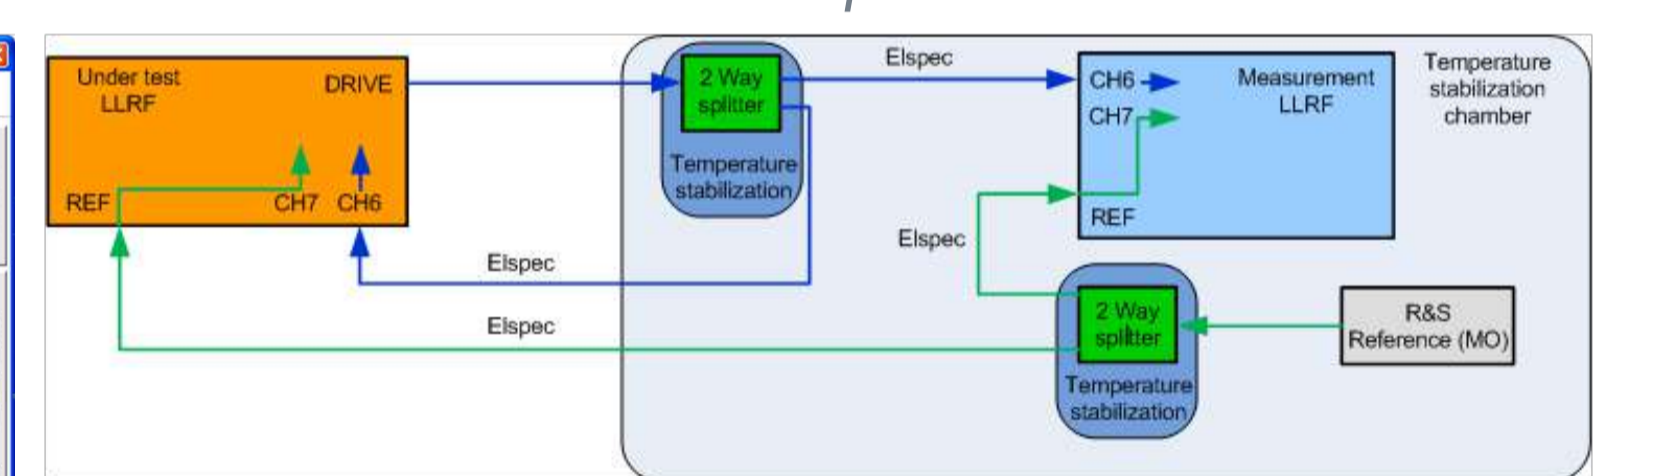 Under test
LLRF
DRIVE
REF
CH7
CH6
2 Way
splitter
Temperature
stabilization
Elspec
CH6
CH7
Measurement
LLRF
REF
Temperature
stabilization
chamber
Elspec
Elspec
Elspec
2 Way
splitter
Temperature
stabilization
R&S
Reference (MO)